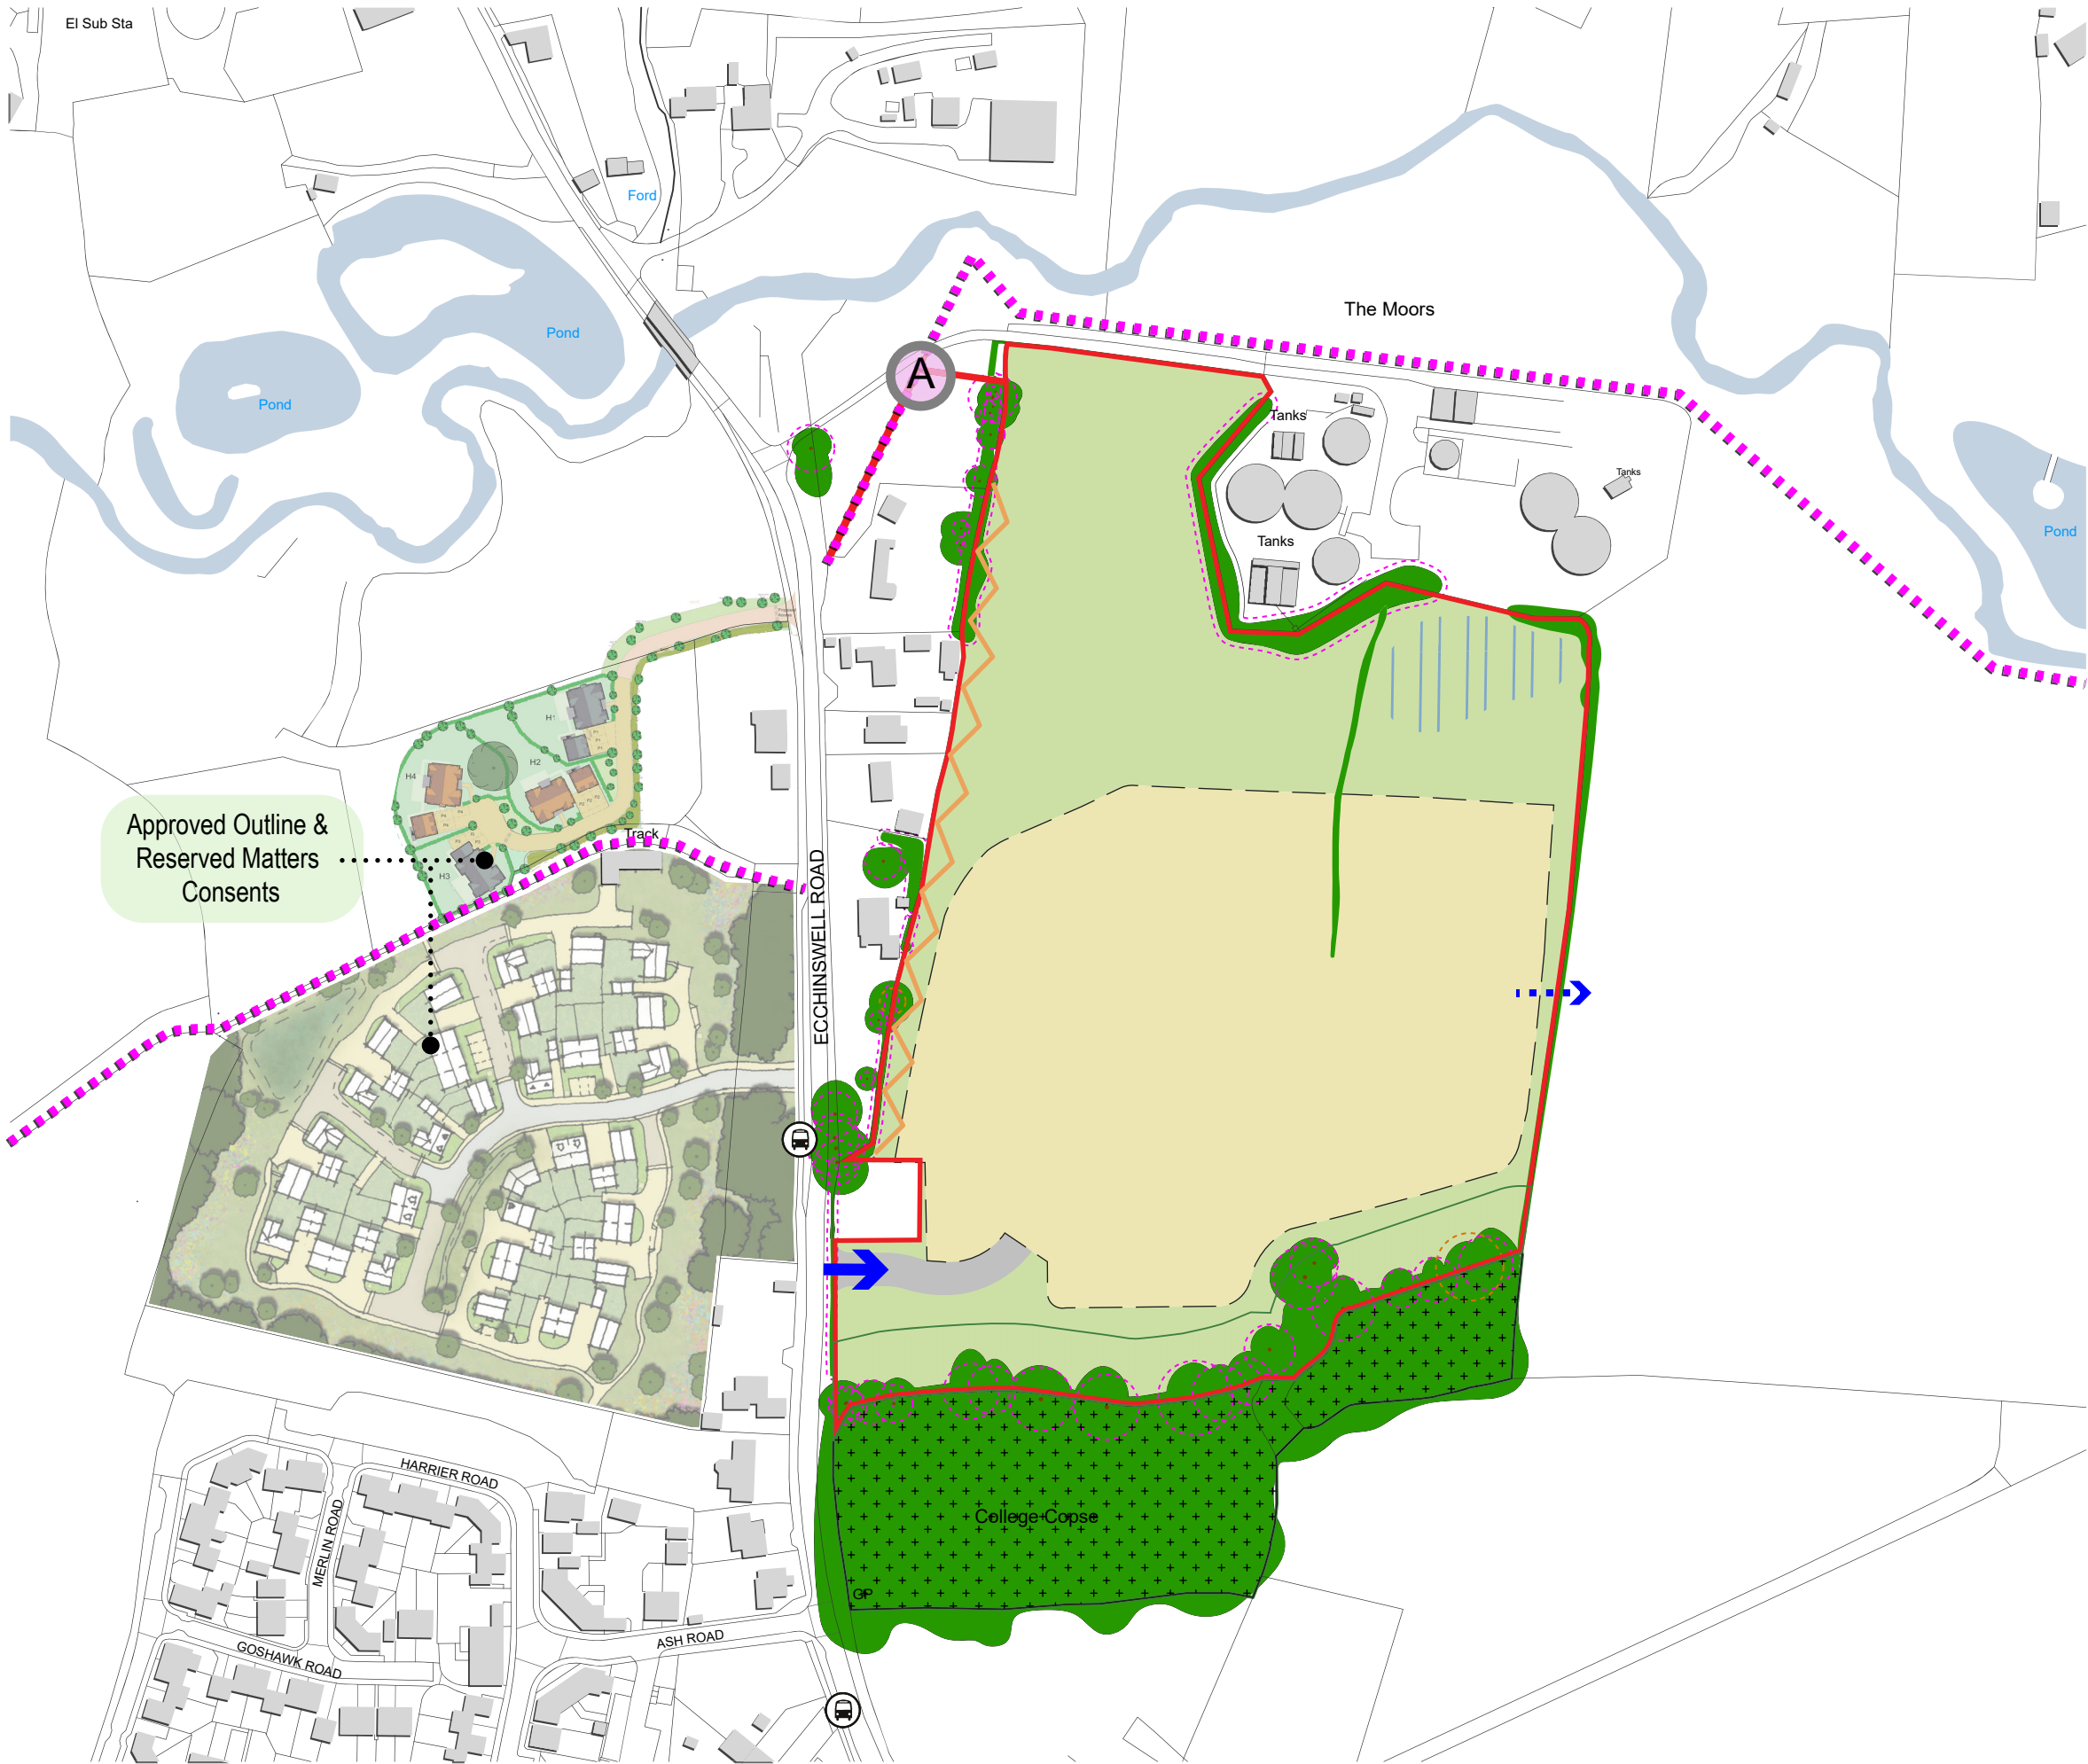 El Sub Sta
Ford
The Moors
Pond
A
Pond
Tanks
Tanks
Pond
Tanks
H1
H2
H4
Approved Outline &
Reserved Matters
Consents
Track
H3
ECCHINSWELL ROAD
HARRIER ROAD
MERLIN ROAD
College Copse
GP
ASH ROAD
GOSHAWK ROAD